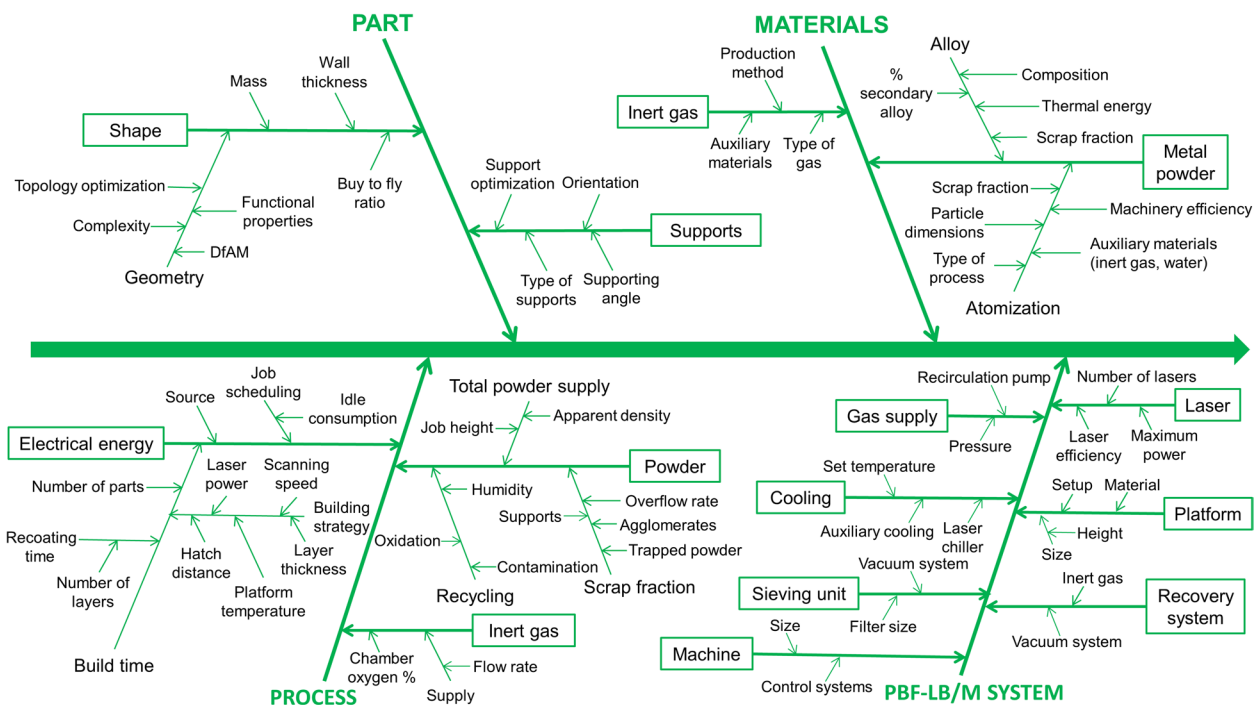 PART
Wall
thickness
Mass
Shape
Topology optimization
Complexity
Functional
properties
DfAM
Geometry
Buy to fly
ratio
Support
optimization
Orientation
Supports
Type of
supports
Supporting
angle
MATERIALS
Production
method
Inert gas
Auxiliary
materials
Type of
gas
Alloy
%
secondary
alloy
Composition
Thermal energy
Scrap fraction
Metal
powder
Scrap fraction
Particle
dimensions
Machinery efficiency
Type of
process
Auxiliary materials
(inert gas, water)
Atomization
Job
scheduling
Source
Idle
consumption
Electrical energy
Number of parts
Laser
power
Scanning
speed
Building
strategy
Recoating
time
Number of
layers
Hatch
distance
Platform
temperature
Layer
thickness
Build time
Total powder supply
Apparent density
Job height
Powder
Humidity
Oxidation
Contamination
Recycling
Overflow rate
Supports
Agglomerates
Trapped powder
Scrap fraction
Inert gas
Chamber
oxygen %
Flow rate
Supply
PROCESS
Recirculation pump
Gas supply
Pressure
Number of lasers
Laser
Laser
efficiency
Maximum
power
Set temperature
Cooling
Auxiliary cooling
Laser
chiller
Setup
Material
Platform
Height
Size
Vacuum system
Sieving unit
Filter size
Inert gas
Recovery
system
Vacuum system
Size
Machine
Control systems
PBF-LB/M SYSTEM